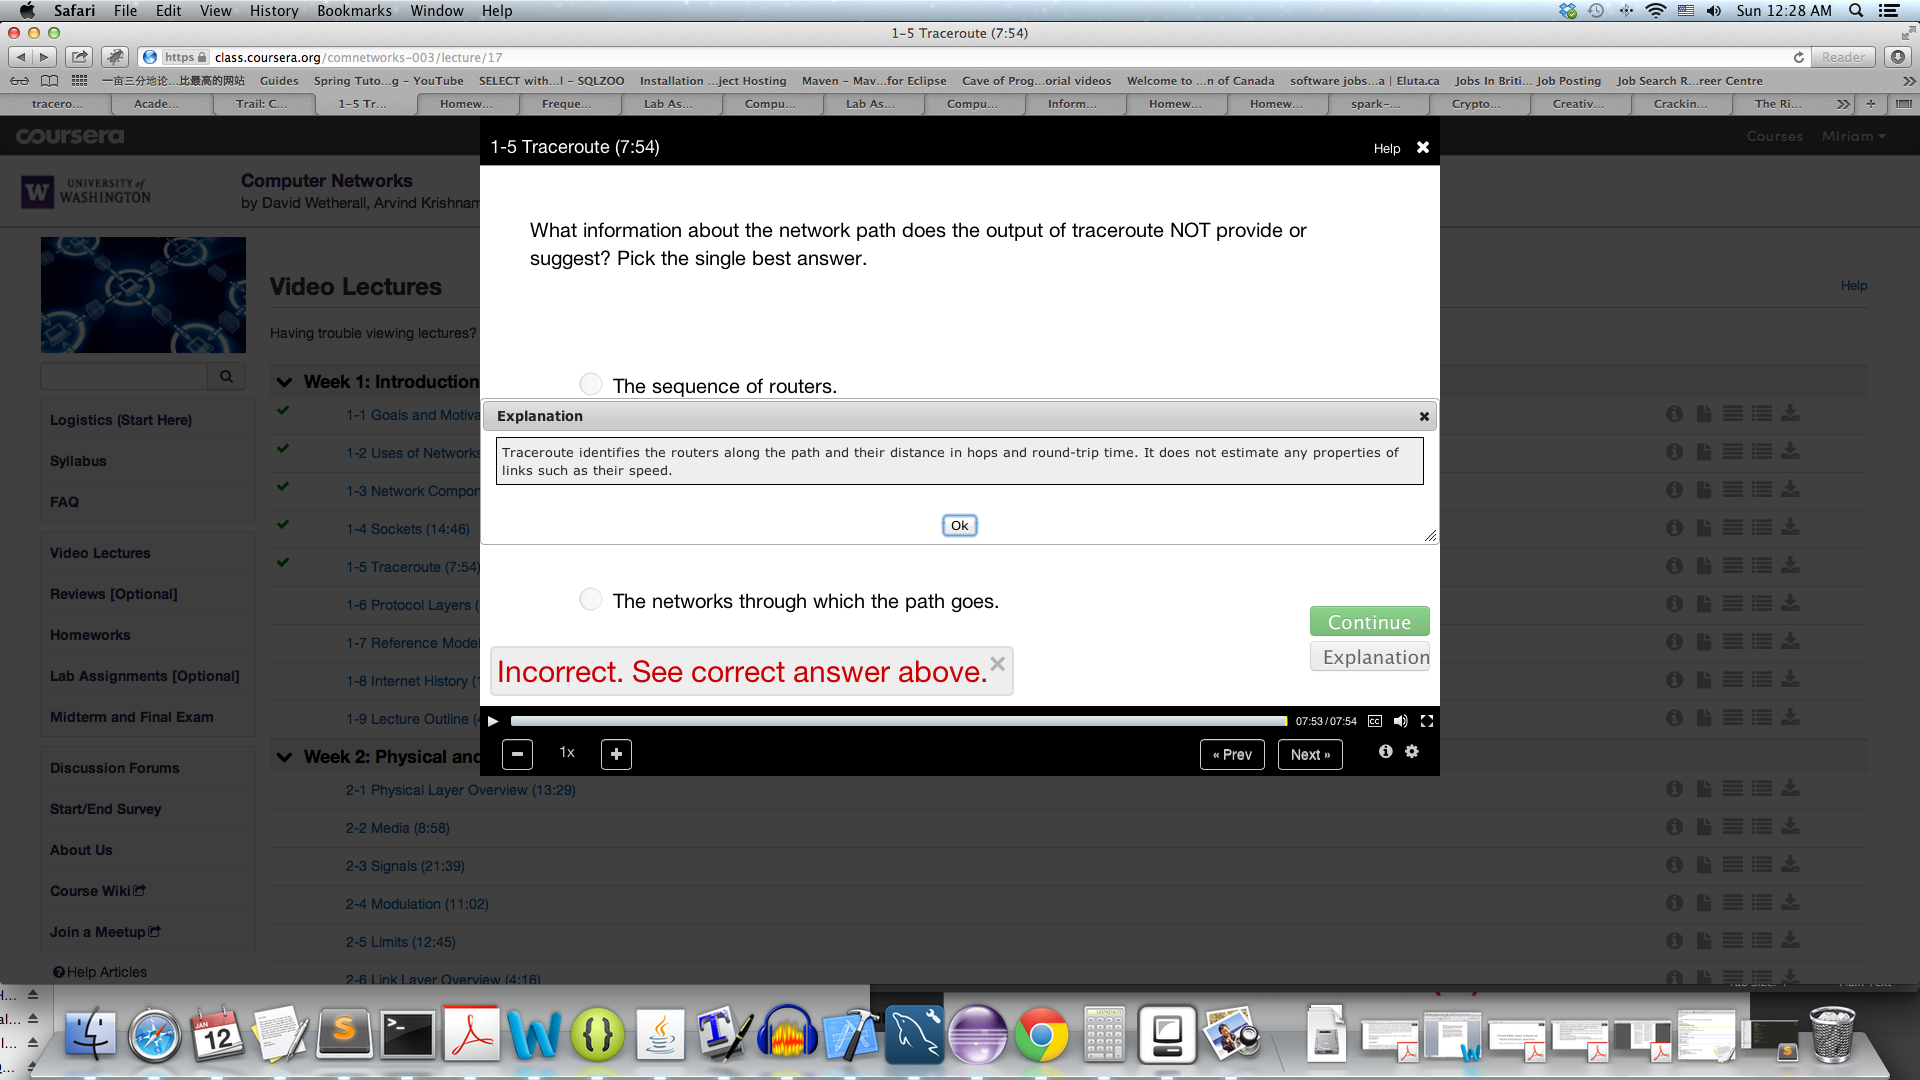 Safari File Edit View History Bookmarks Window Help Sun 12:28 AM
1-5 Traceroute (7:54)
https class.coursera.org/comnetworks-003/lecture/17 Reader
一亩三分地论...比最高的网站 Guides Spring Tuto...g - YouTube SELECT with...l - SQLZOO Installation ...ject Hosting Maven - Mav...for Eclipse Cave of Prog...orial videos Welcome to ...n of Canada software jobs...a | Eluta.ca Jobs In Briti... Job Posting Job Search R...reer Centre
tracero... Acade... Trail: C... 1-5 Tr... Homew... Freque... Lab As... Compu... Lab As... Compu... Inform... Homew... Homew... spark-... Crypto... Creativ... Crackin... The Ri...
coursera
Courses MIriam
1-5 Traceroute (7:54)
Help
W UNIVERSITY of WASHINGTON
Computer Networks
by David Wetherall, Arvind Krishnam
What information about the network path does the output of traceroute NOT provide or
suggest? Pick the single best answer.
Video Lectures
Help
Having trouble viewing lectures?
The sequence of routers.
Explanation
Traceroute identifies the routers along the path and their distance in hops and round-trip time. It does not estimate any properties of
links such as their speed.
Ok
The networks through which the path goes.
Continue
Explanation
Incorrect. See correct answer above.
07:53/07:54
CC
1x
« Prev
Next »
Logistics (Start Here)
Syllabus
FAQ
Video Lectures
Reviews [Optional]
Homeworks
Lab Assignments [Optional]
Midterm and Final Exam
Discussion Forums
Start/End Survey
About Us
Course Wiki
Join a Meetup
Help Articles
Week 1: Introduction
1-1 Goals and Motiva
1-2 Uses of Networks
1-3 Network Compon
1-4 Sockets (14:46)
1-5 Traceroute (7:54)
1-6 Protocol Layers (
1-7 Reference Model
1-8 Internet History (
1-9 Lecture Outline (
Week 2: Physical and
2-1 Physical Layer Overview (13:29)
2-2 Media (8:58)
2-3 Signals (21:39)
2-4 Modulation (11:02)
2-5 Limits (12:45)
2-6 Link Layer Overview (4:16)
JAN
12